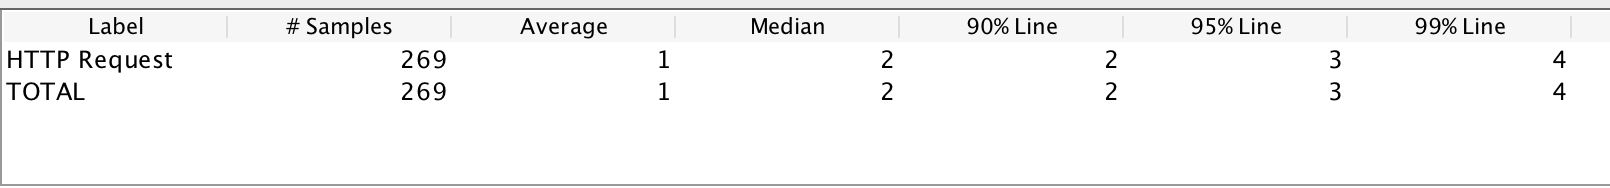 Label # Samples Average Median 90% Line 95% Line 99% Line
HTTP Request 269 1 2 2 3 4
TOTAL 269 1 2 2 3 4